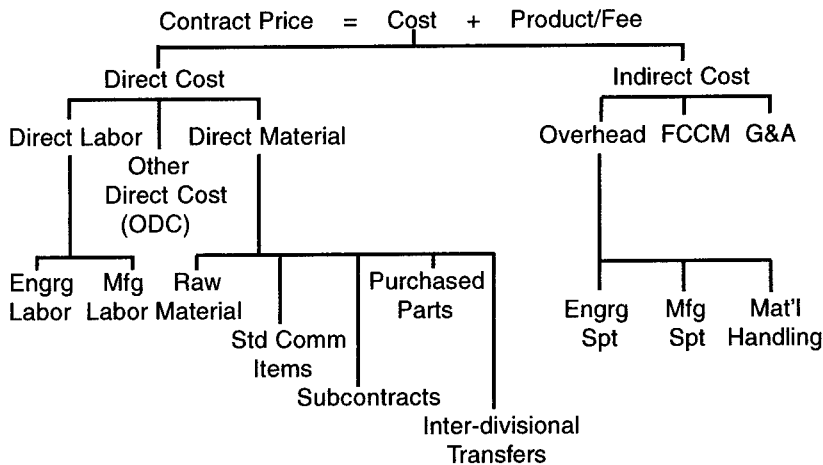 Contract Price = Cost + Product/Fee
Direct Cost
Indirect Cost
Direct Labor
Other
Direct Cost
(ODC)
Direct Material
Overhead
FCCM
G&A
Engrg
Labor
Mfg
Labor
Raw
Material
Std Comm
Items
Subcontracts
Purchased
Parts
Inter-divisional
Transfers
Engrg
Spt
Mfg
Spt
Mat'l
Handling